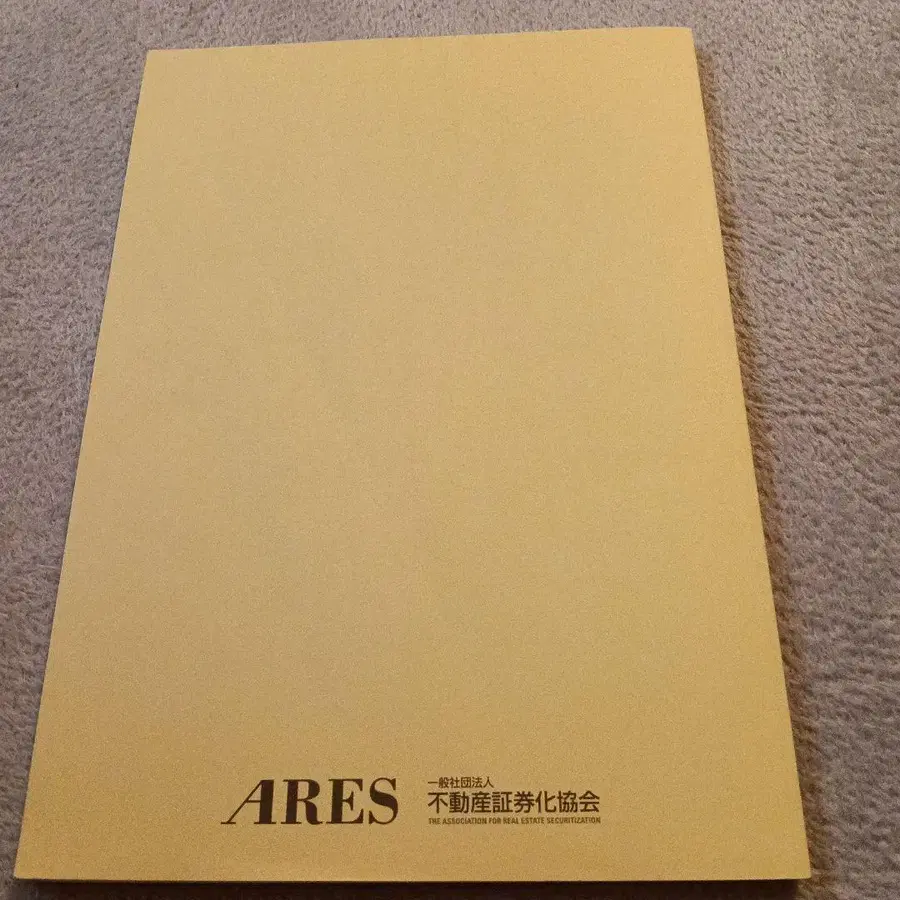 ARES
一般社団法人
不動産証券化協会
THE ASSOCIATION FOR REAL ESTATE SECURITIZATION